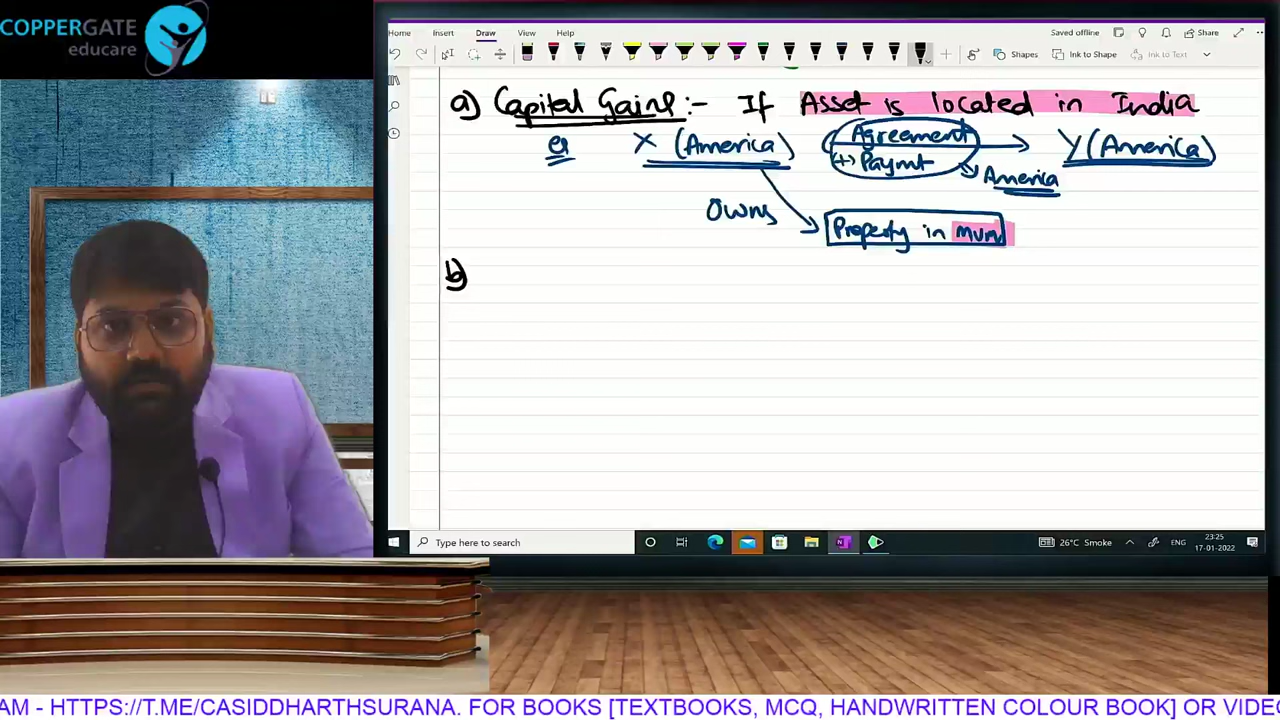 COPPERGATE
educare
Home Insert Draw View Help
Saved offline Share
Shapes Ink to Shape Ink to Text
a) Capital Gains :- If Asset is located in India
eg X (America) Agreement Y (America)
(+) Paymt America
Owns
Property in mum
b)
Type here to search
26°C Smoke ENG 23:25
17-01-2022
AM - HTTPS://T.ME/CASIDDHARTHSURANA. FOR BOOKS [TEXTBOOKS, MCQ, HANDWRITTEN COLOUR BOOK] OR VIDE